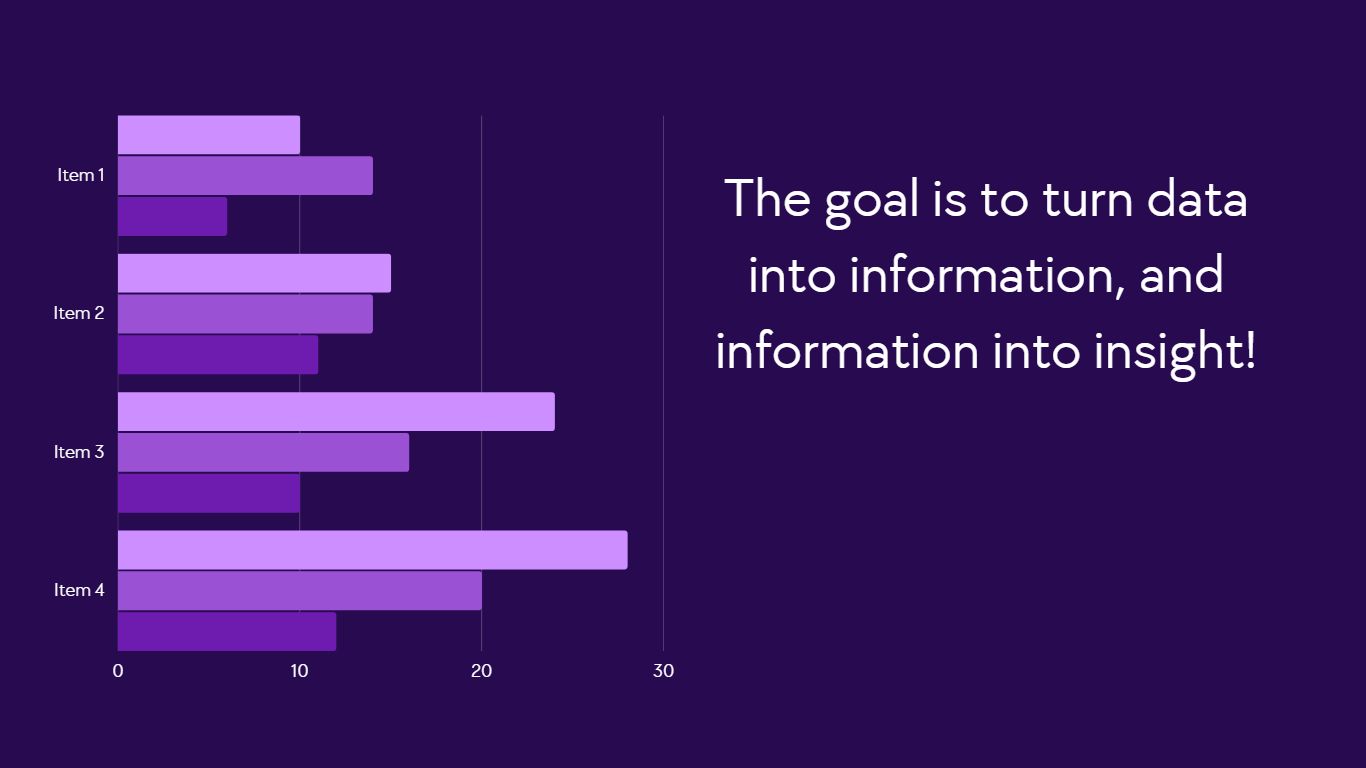 Item 1
Item 2
Item 3
Item 4
0 10 20 30
The goal is to turn data
into information, and
information into insight!